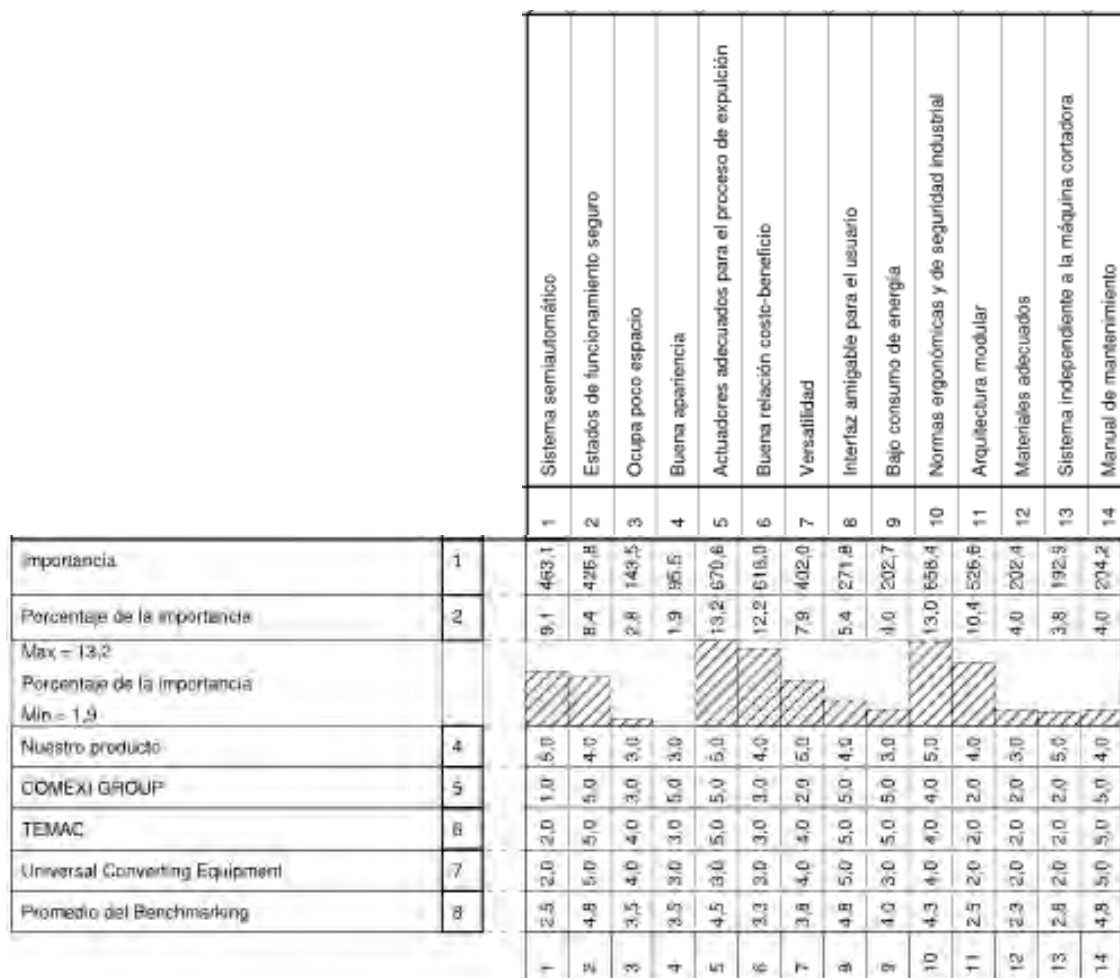 Sistema semiautomático
Estados de funcionamiento seguro
Ocupa poco espacio
Buena apariencia
Actuadores adecuados para el proceso de expulción
Buena relación costo-beneficio
Versatilidad
Interfaz amigable para el usuario
Bajo consumo de energía
Normas ergonómicas y de seguridad industrial
Arquitectura modular
Materiales adecuados
Sistema independiente a la máquina cortadora
Manual de mantenimiento
1 2 3 4 5 6 7 8 9 10 11 12 13 14
Importancia 1 463,1 426,8 143,5 95,5 670,6 618,0 402,0 271,8 202,7 658,4 526,6 202,4 192,9 204,2
Porcentaje de la importancia 2 9,1 8,4 2,8 1,9 13,2 12,2 7,9 5,4 4,0 13,0 10,4 4,0 3,8 4,0
Max = 13,2
Porcentaje de la importancia
Min = 1,9
Nuestro producto 4 5,0 4,0 3,0 3,0 5,0 4,0 5,0 4,0 3,0 5,0 4,0 3,0 5,0 4,0
COMEXI GROUP 5 1,0 5,0 3,0 5,0 5,0 3,0 2,0 5,0 5,0 4,0 2,0 2,0 2,0 5,0
TEMAC 6 2,0 5,0 4,0 3,0 5,0 3,0 4,0 5,0 5,0 4,0 2,0 2,0 2,0 5,0
Universal Converting Equipment 7 2,0 5,0 4,0 3,0 3,0 3,0 4,0 5,0 3,0 4,0 2,0 2,0 2,0 5,0
Promedio del Benchmarking 8 2,5 4,8 3,5 3,5 4,5 3,3 3,8 4,8 4,0 4,3 2,5 2,3 2,8 4,8
1 2 3 4 5 6 7 8 9 10 11 12 13 14